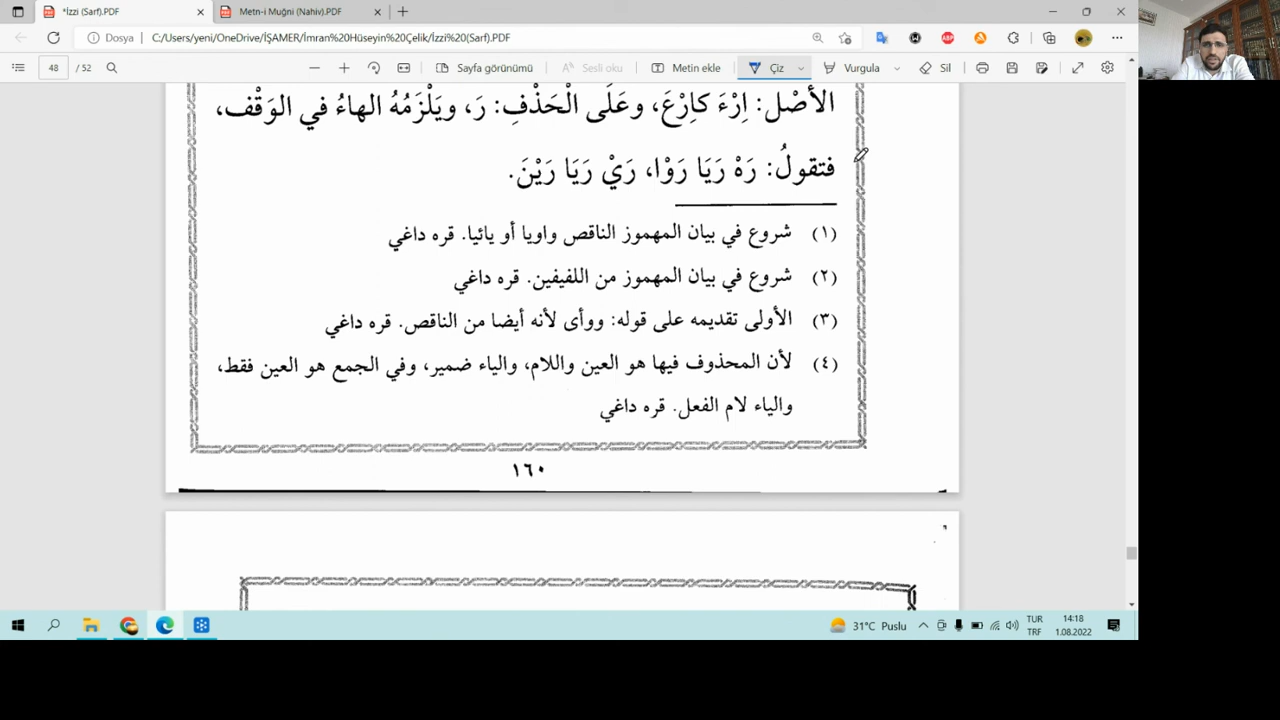 *İzzi (Sarf).PDF
Metn-i Muğni (Nahiv).PDF
Dosya
C:/Users/yeni/OneDrive/İŞAMER/İmran%20Hüseyin%20Çelik/İzzi%20(Sarf).PDF
48 / 52
Sayfa görünümü
Sesli oku
Metin ekle
Çiz
Vurgula
Sil
الأَصْل: اِرْءَ كاِرْعَ، وعَلَى الْحَذْفِ: رَ، ويَلْزَمُهُ الهاءُ في الوَقْف،
فتقولُ: رَهْ رَيَا رَوْا، رَيْ رَيَا رَيْنَ.
(١) شروع في بيان المهموز الناقص واويا أو يائيا. قره داغي
(٢) شروع في بيان المهموز من اللفيفين. قره داغي
(٣) الأولى تقديمه على قوله: ووأى لأنه أيضا من الناقص. قره داغي
(٤) لأن المحذوف فيها هو العين واللام، والياء ضمير، وفي الجمع هو العين فقط،
والياء لام الفعل. قره داغي
١٦٠
31°C Puslu
TUR
TRF
14:18
1.08.2022